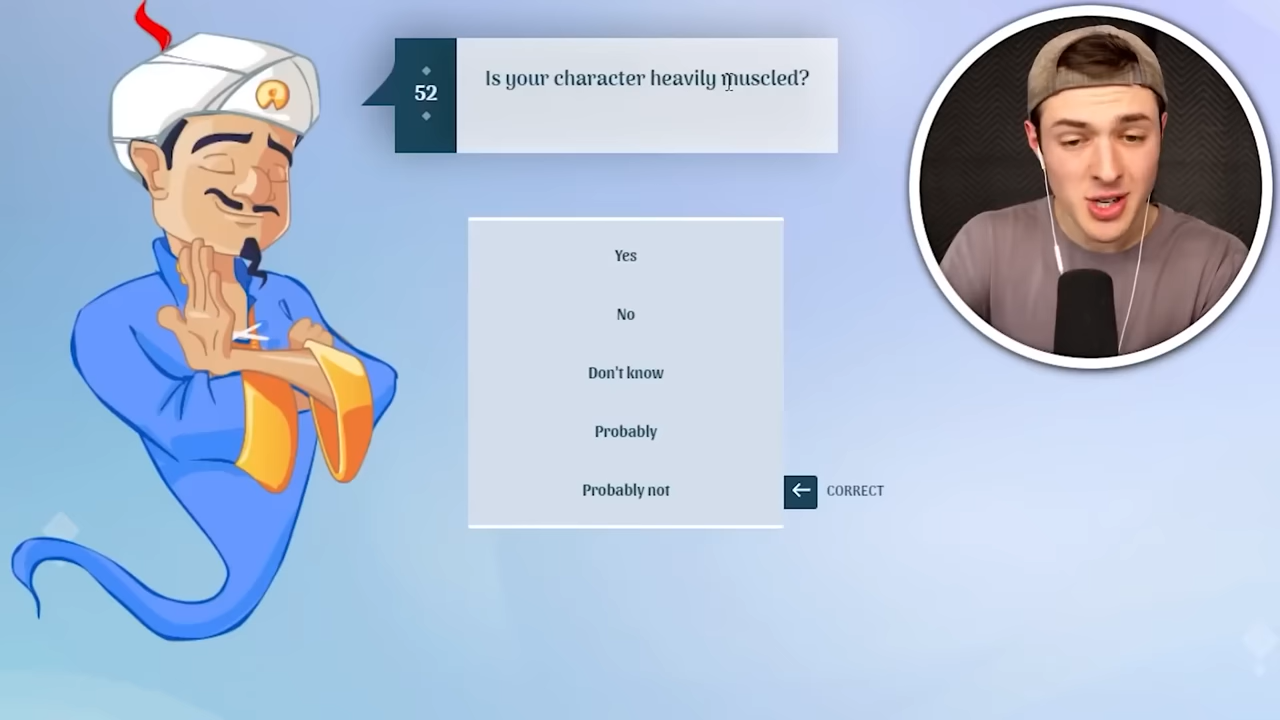 52
Is your character heavily muscled?
Yes
No
Don't know
Probably
Probably not
CORRECT